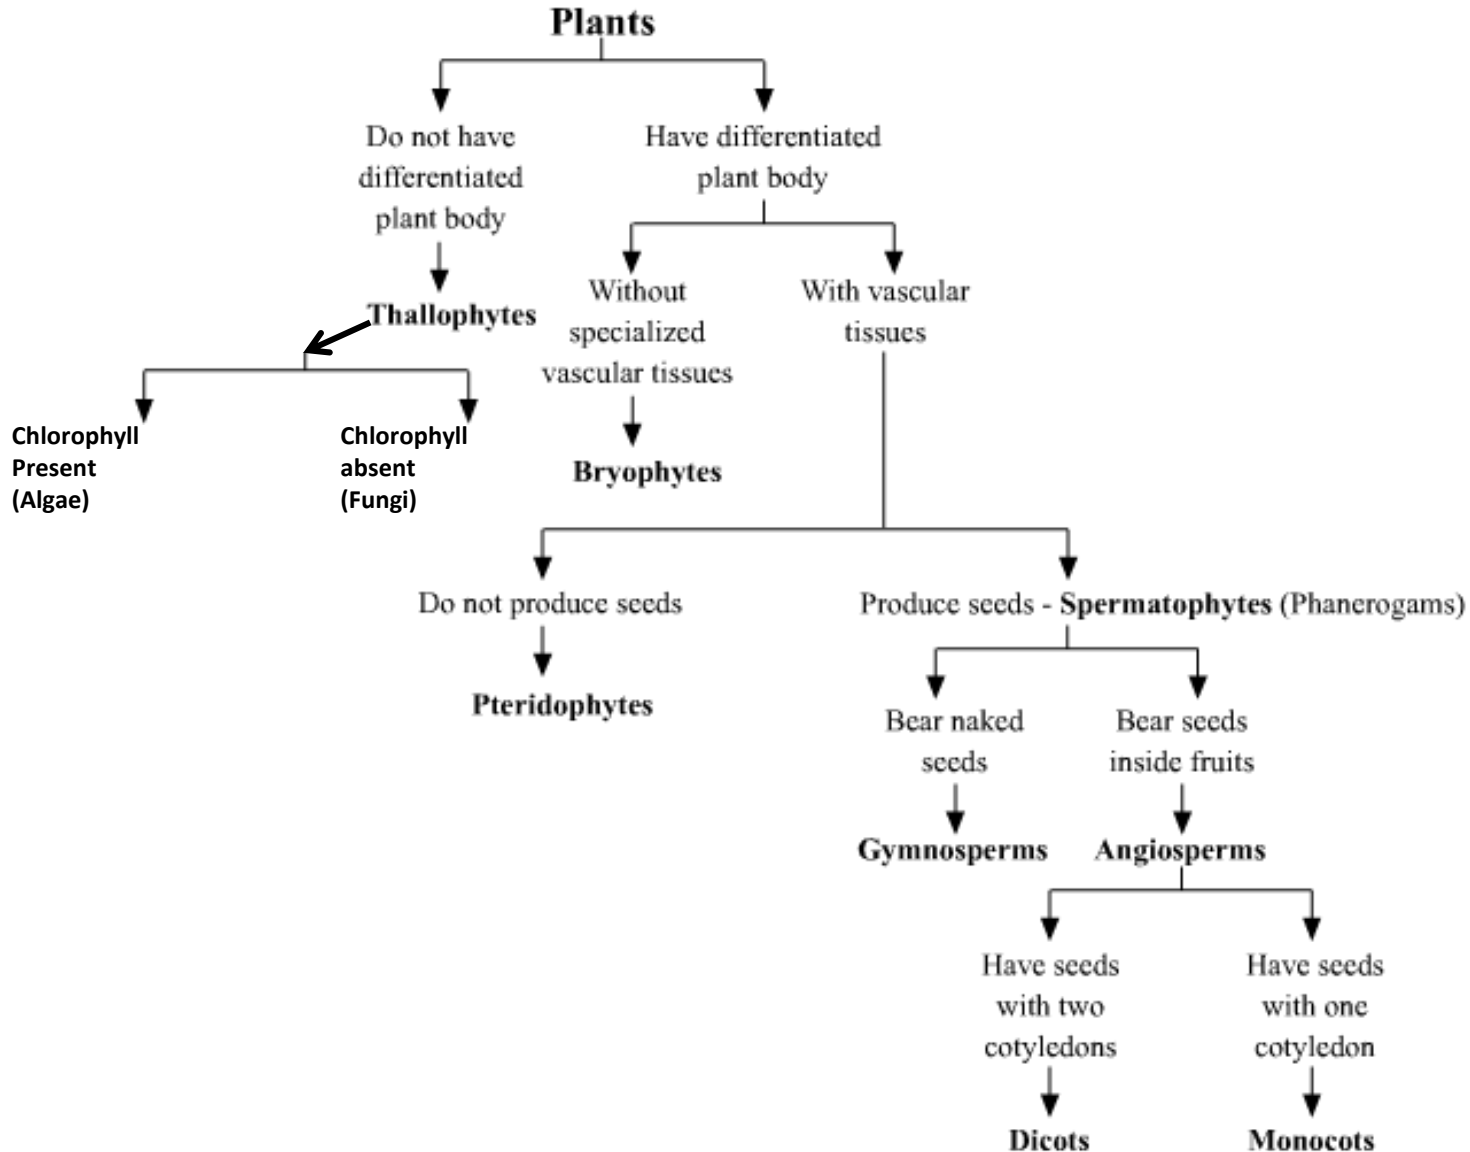 Plants
Do not have
differentiated
plant body
Have differentiated
plant body
Thallophytes
Without
specialized
vascular tissues
With vascular
tissues
Chlorophyll
Present
(Algae)
Chlorophyll
absent
(Fungi)
Bryophytes
Do not produce seeds
Produce seeds - Spermatophytes (Phanerogams)
Pteridophytes
Bear naked
seeds
Bear seeds
inside fruits
Gymnosperms
Angiosperms
Have seeds
with two
cotyledons
Have seeds
with one
cotyledon
Dicots
Monocots